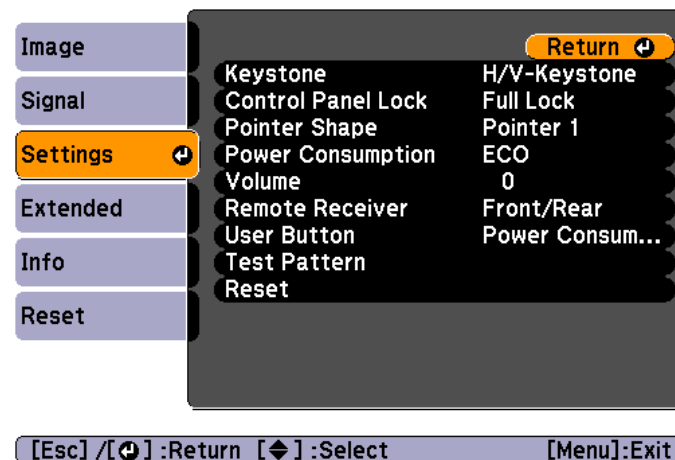 Image
Signal
Settings
Extended
Info
Reset
Return
Keystone H/V-Keystone
Control Panel Lock Full Lock
Pointer Shape Pointer 1
Power Consumption ECO
Volume 0
Remote Receiver Front/Rear
User Button Power Consum...
Test Pattern
Reset
[Esc] /[ ] :Return [ ] :Select [Menu]:Exit